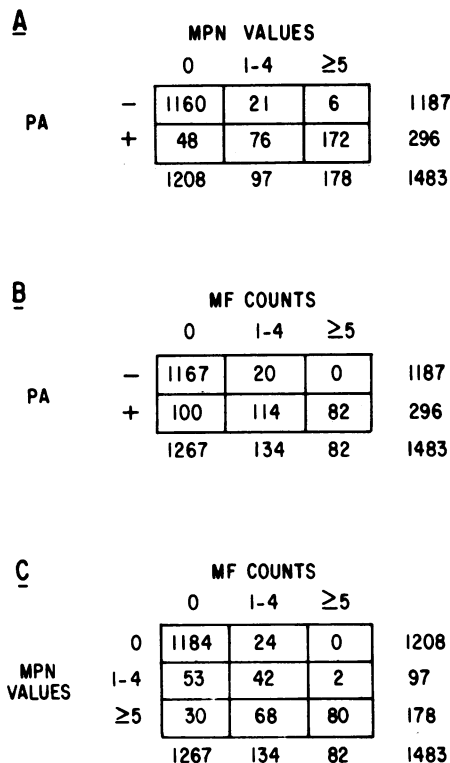 A
MPN VALUES
0 1-4 ≥5
PA
- 1160 21 6 1187
+ 48 76 172 296
1208 97 178 1483
B
MF COUNTS
0 1-4 ≥5
PA
- 1167 20 0 1187
+ 100 114 82 296
1267 134 82 1483
C
MF COUNTS
0 1-4 ≥5
MPN
VALUES
0 1184 24 0 1208
1-4 53 42 2 97
≥5 30 68 80 178
1267 134 82 1483